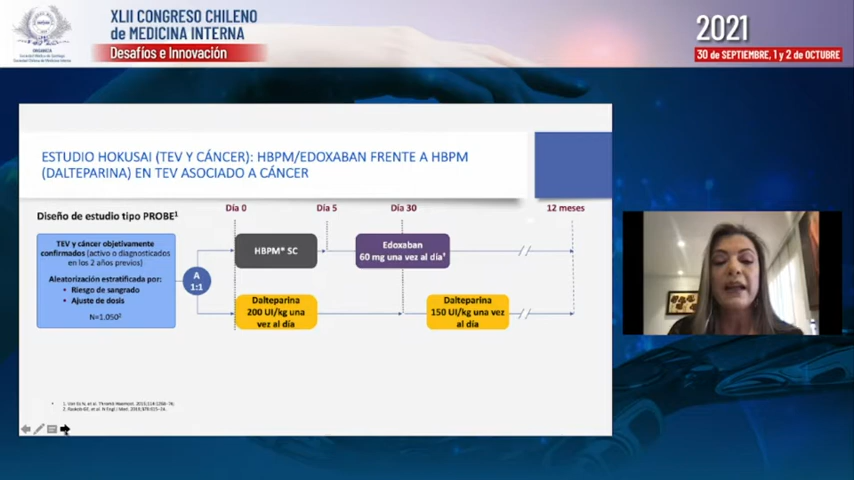 XLII CONGRESO CHILENO
de MEDICINA INTERNA
Desafíos e Innovación
2021
30 de SEPTIEMBRE, 1 y 2 de OCTUBRE
ESTUDIO HOKUSAI (TEV Y CÁNCER): HBPM/EDOXABAN FRENTE A HBPM
(DALTEPARINA) EN TEV ASOCIADO A CÁNCER
Diseño de estudio tipo PROBE¹
Día 0
Día 5
Día 30
12 meses
TEV y cáncer objetivamente
confirmados (activo o diagnosticados
en los 2 años previos)
Aleatorización estratificada por:
• Riesgo de sangrado
• Ajuste de dosis
N=1.050²
A
1:1
HBPM* SC
Edoxaban
60 mg una vez al día†
Dalteparina
200 UI/kg una
vez al día
Dalteparina
150 UI/kg una vez
al día